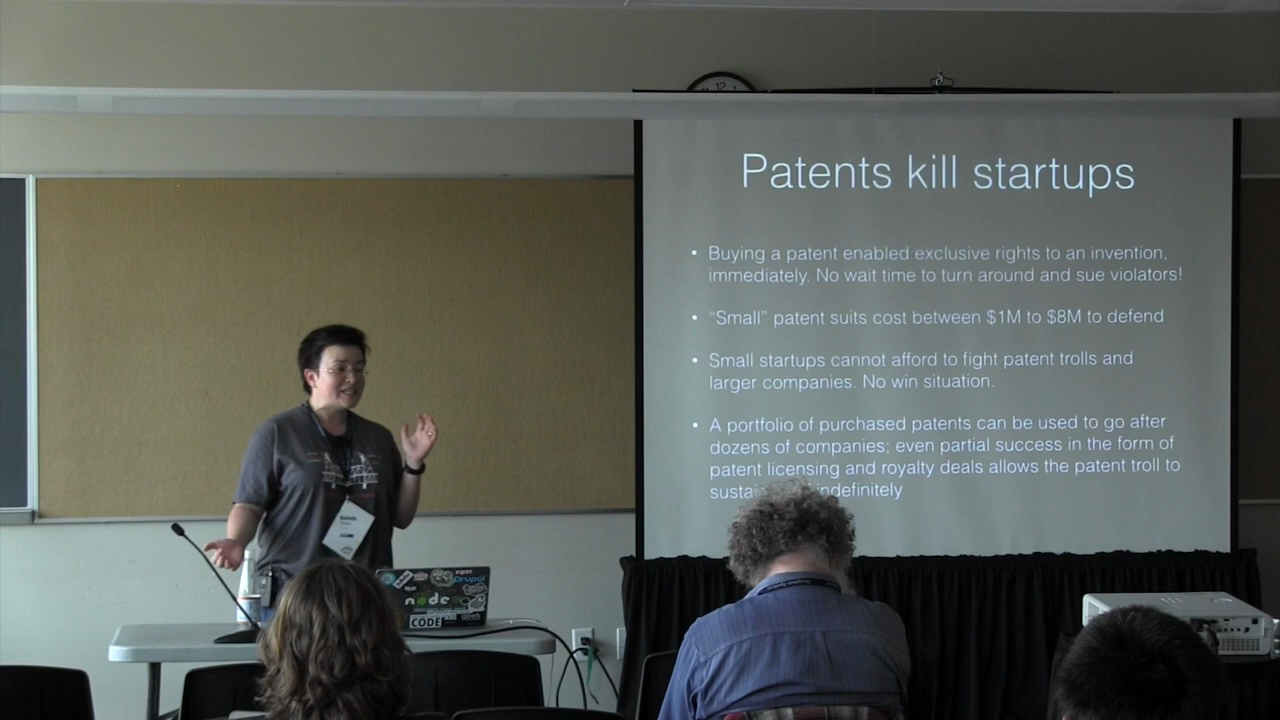 12
Patents kill startups
• Buying a patent enabled exclusive rights to an invention,
immediately. No wait time to turn around and sue violators!
• “Small” patent suits cost between $1M to $8M to defend
• Small startups cannot afford to fight patent trolls and
larger companies. No win situation.
• A portfolio of purchased patents can be used to go after
dozens of companies; even partial success in the form of
patent licensing and royalty deals allows the patent troll to
indefinitely
Drupal
node
CODE